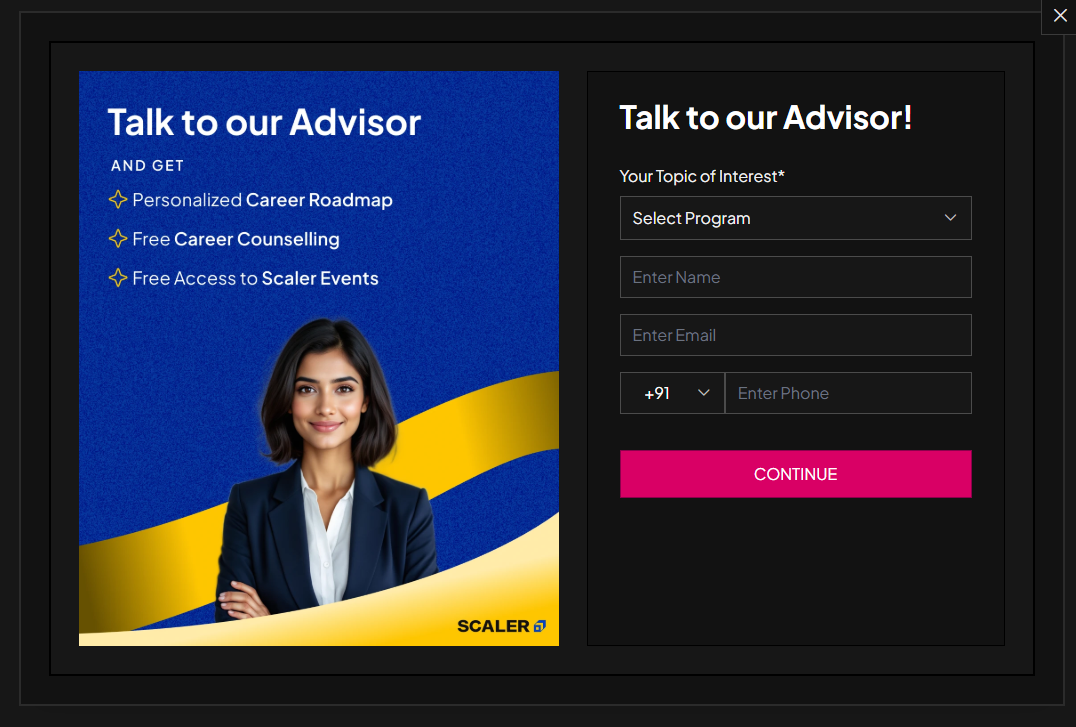 Talk to our Advisor
AND GET
Personalized Career Roadmap
Free Career Counselling
Free Access to Scaler Events
SCALER
Talk to our Advisor!
Your Topic of Interest*
Select Program
Enter Name
Enter Email
+91
Enter Phone
CONTINUE